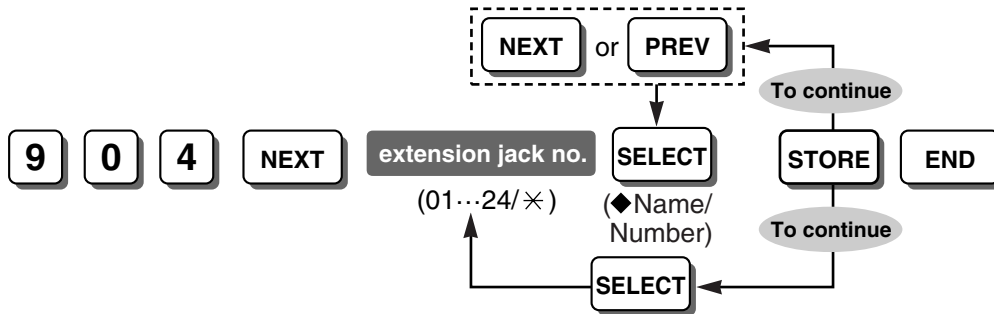 NEXT or PREV
To continue
9 0 4 NEXT extension jack no. SELECT STORE END
(01···24/✳) (◆Name/
Number)
To continue
SELECT